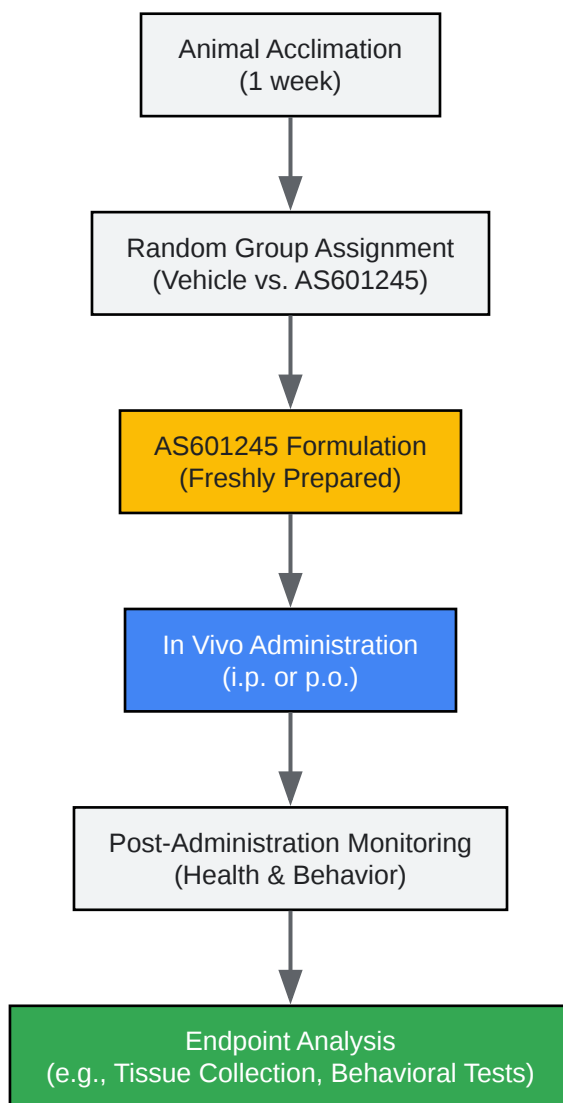 Animal Acclimation
(1 week)
Random Group Assignment
(Vehicle vs. AS601245)
AS601245 Formulation
(Freshly Prepared)
In Vivo Administration
(i.p. or p.o.)
Post-Administration Monitoring
(Health & Behavior)
Endpoint Analysis
(e.g., Tissue Collection, Behavioral Tests)